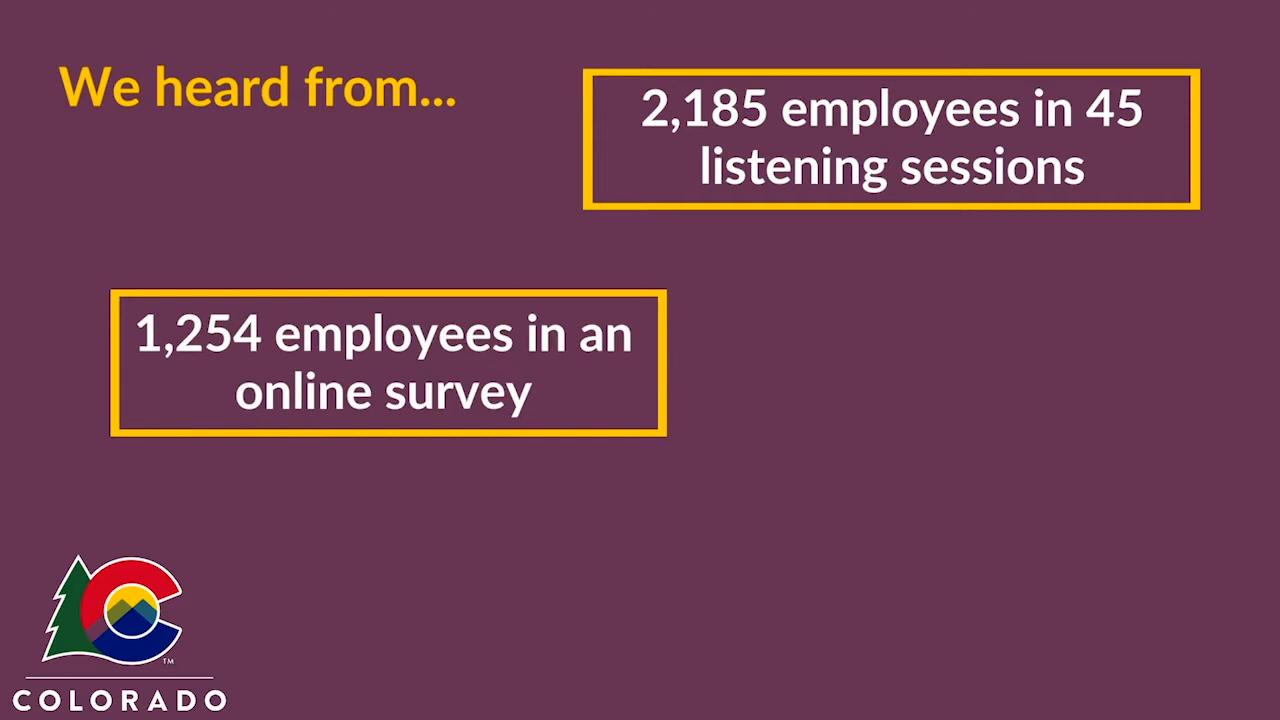 We heard from...
2,185 employees in 45
listening sessions
1,254 employees in an
online survey
TM
COLORADO